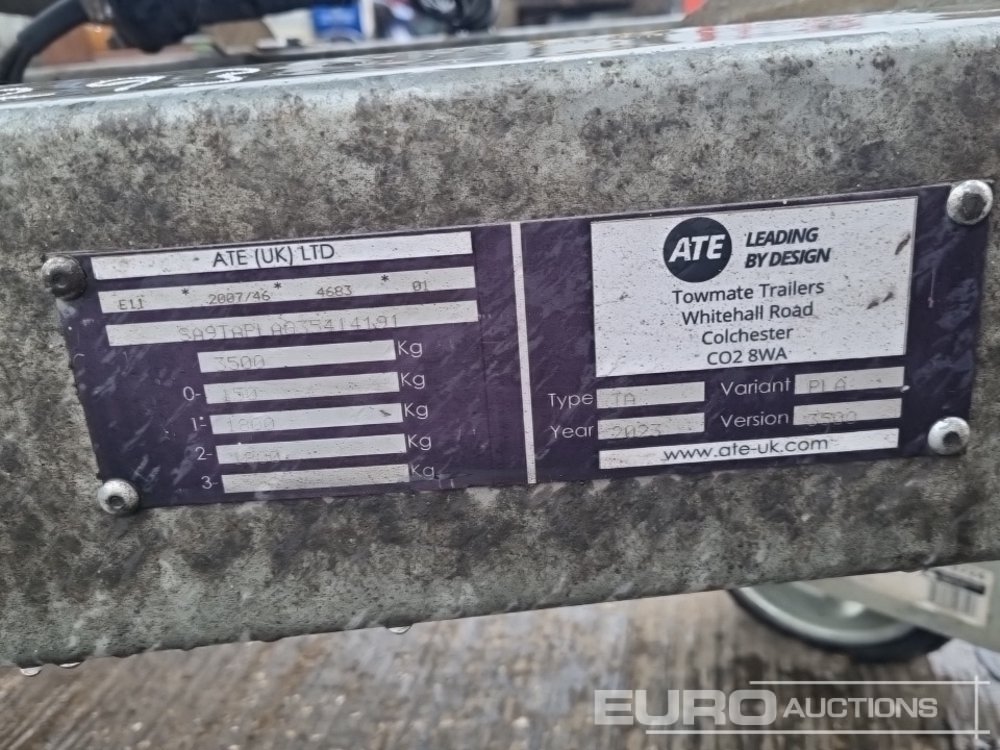 ATE (UK) LTD
E11 * 2007/46 * 4683 * 01
3500 Kg
0- 150 Kg
1- 1800 Kg
2- 1800 Kg
3- Kg
ATE LEADING
BY DESIGN
Towmate Trailers
Whitehall Road
Colchester
CO2 8WA
Type TA Variant PLA
Year 2023 Version 3500
www.ate-uk.com
EURO AUCTIONS